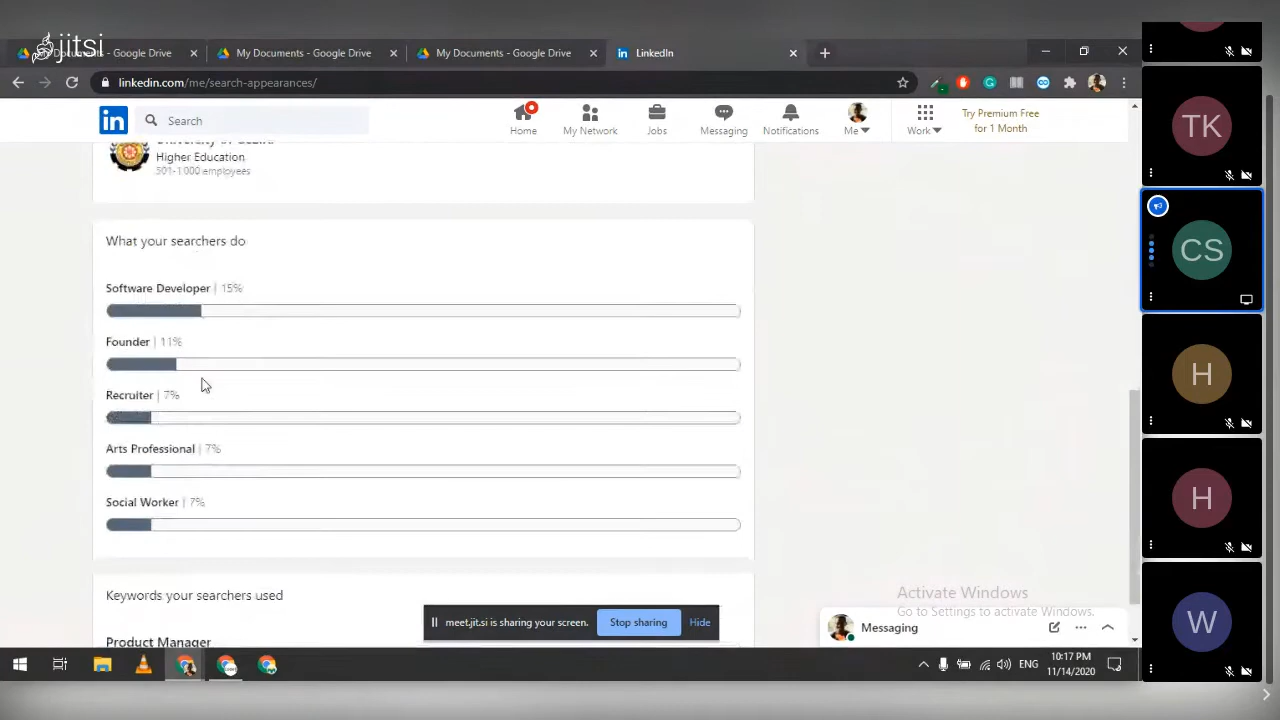 jitsi
Documents - Google Drive
My Documents - Google Drive
My Documents - Google Drive
LinkedIn
linkedin.com/me/search-appearances/
Search
Home
My Network
Jobs
Messaging
Notifications
Me
Work
Try Premium Free
for 1 Month
Higher Education
501-1000 employees
What your searchers do
Software Developer | 15%
Founder | 11%
Recruiter | 7%
Arts Professional | 7%
Social Worker | 7%
Keywords your searchers used
Product Manager
meet.jit.si is sharing your screen.
Stop sharing
Hide
Activate Windows
Go to Settings to activate Windows.
Messaging
ENG
10:17 PM
11/14/2020
TK
CS
H
H
W